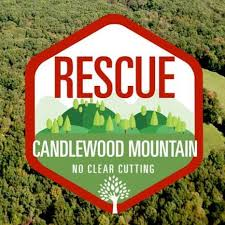 RESCUE
CANDLEWOOD MOUNTAIN
NO CLEAR CUTTING